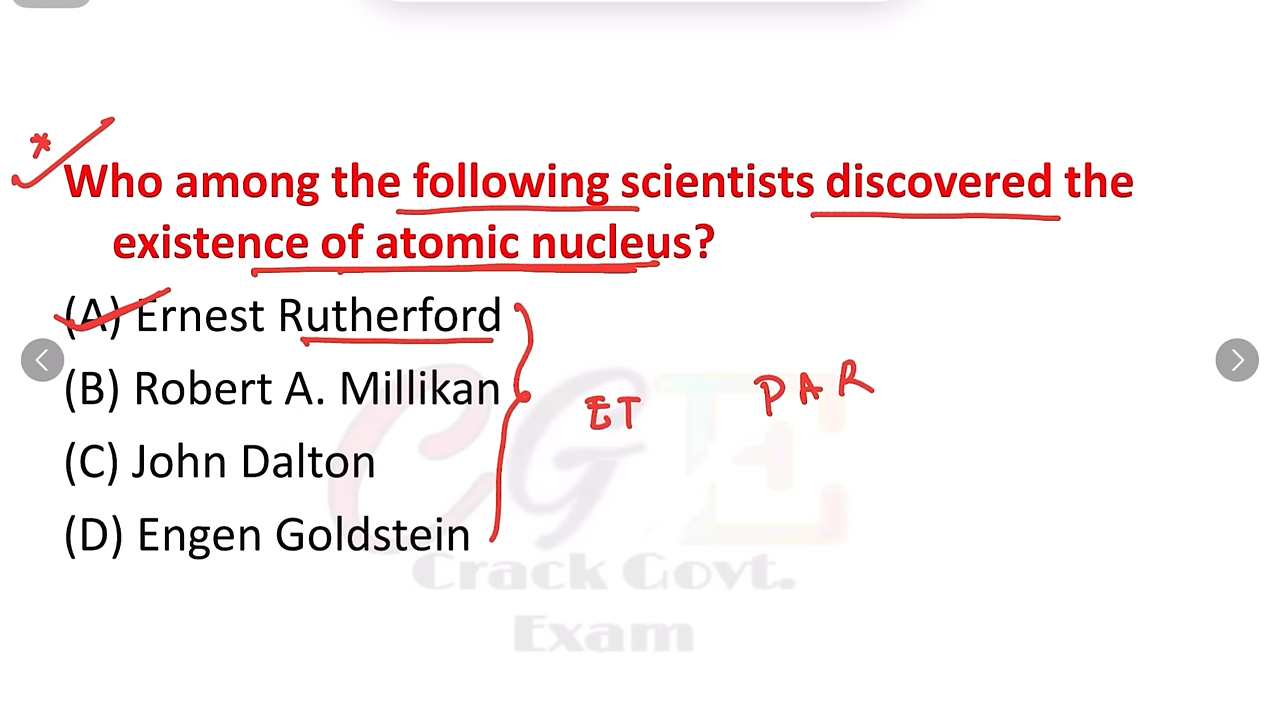 Who among the following scientists discovered the
existence of atomic nucleus?
(A) Ernest Rutherford
(B) Robert A. Millikan
(C) John Dalton
(D) Engen Goldstein
ET
PAR
CGE
Crack Govt.
Exam